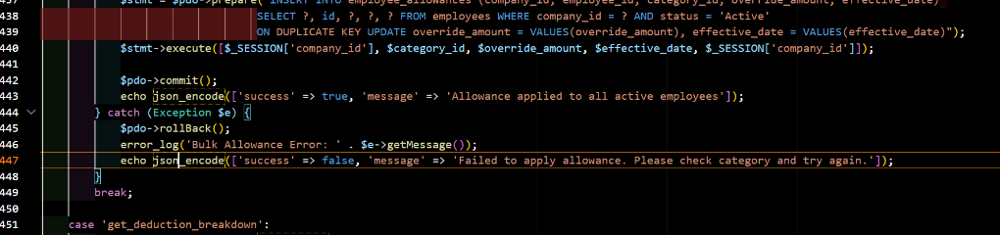 437 $stmt = $pdo->prepare("INSERT INTO employee_allowances (company_id, employee_id, category_id, override_amount, effective_date)
438 SELECT ?, id, ?, ?, ? FROM employees WHERE company_id = ? AND status = 'Active'
439 ON DUPLICATE KEY UPDATE override_amount = VALUES(override_amount), effective_date = VALUES(effective_date)");
440 $stmt->execute([$_SESSION['company_id'], $category_id, $override_amount, $effective_date, $_SESSION['company_id']]);
441
442 $pdo->commit();
443 echo json_encode(['success' => true, 'message' => 'Allowance applied to all active employees']);
444 } catch (Exception $e) {
445 $pdo->rollBack();
446 error_log('Bulk Allowance Error: ' . $e->getMessage());
447 echo json_encode(['success' => false, 'message' => 'Failed to apply allowance. Please check category and try again.']);
448 }
449 break;
450
451 case 'get_deduction_breakdown':